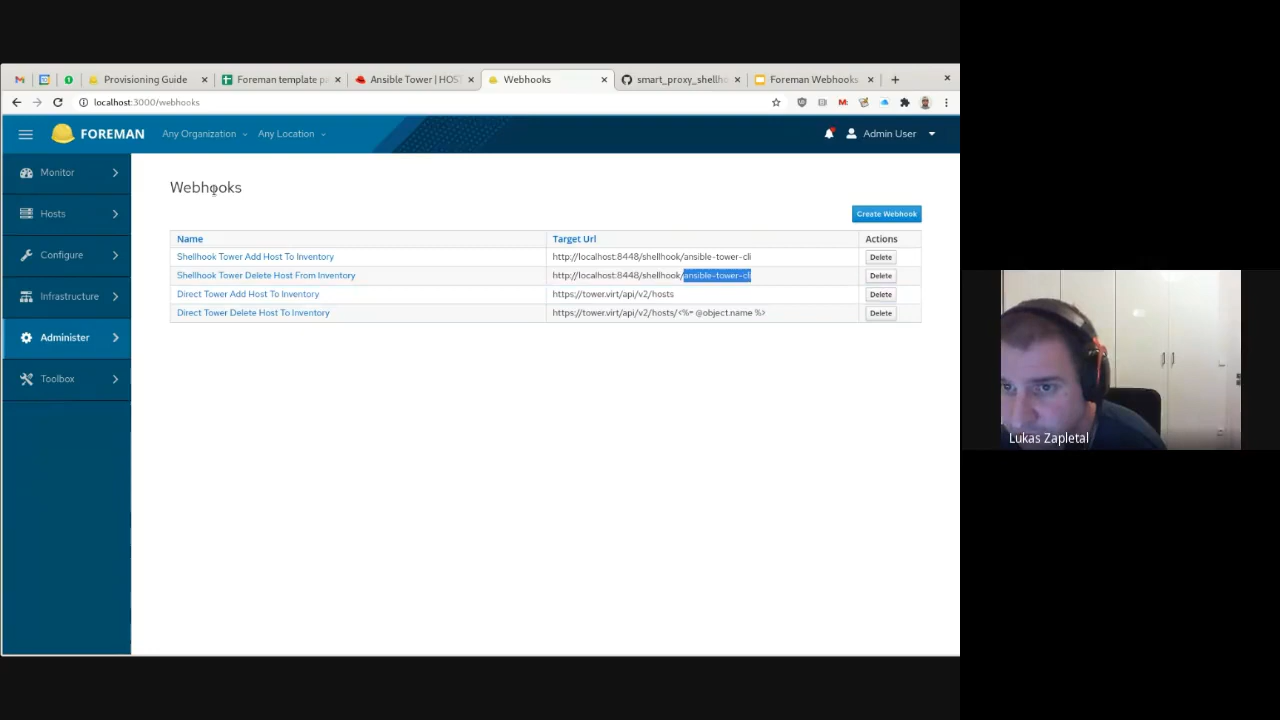 Provisioning Guide
Foreman template pa
Ansible Tower | HOS
Webhooks
smart_proxy_shellh
Foreman Webhooks
localhost:3000/webhooks
FOREMAN
Any Organization
Any Location
Admin User
Monitor
Hosts
Configure
Infrastructure
Administer
Toolbox
Webhooks
Create Webhook
Name Target Url Actions
Shellhook Tower Add Host To Inventory http://localhost:8448/shellhook/ansible-tower-cli Delete
Shellhook Tower Delete Host From Inventory http://localhost:8448/shellhook/ansible-tower-cli Delete
Direct Tower Add Host To Inventory https://tower.virt/api/v2/hosts Delete
Direct Tower Delete Host To Inventory https://tower.virt/api/v2/hosts/<%= @object.name %> Delete
Lukas Zapletal